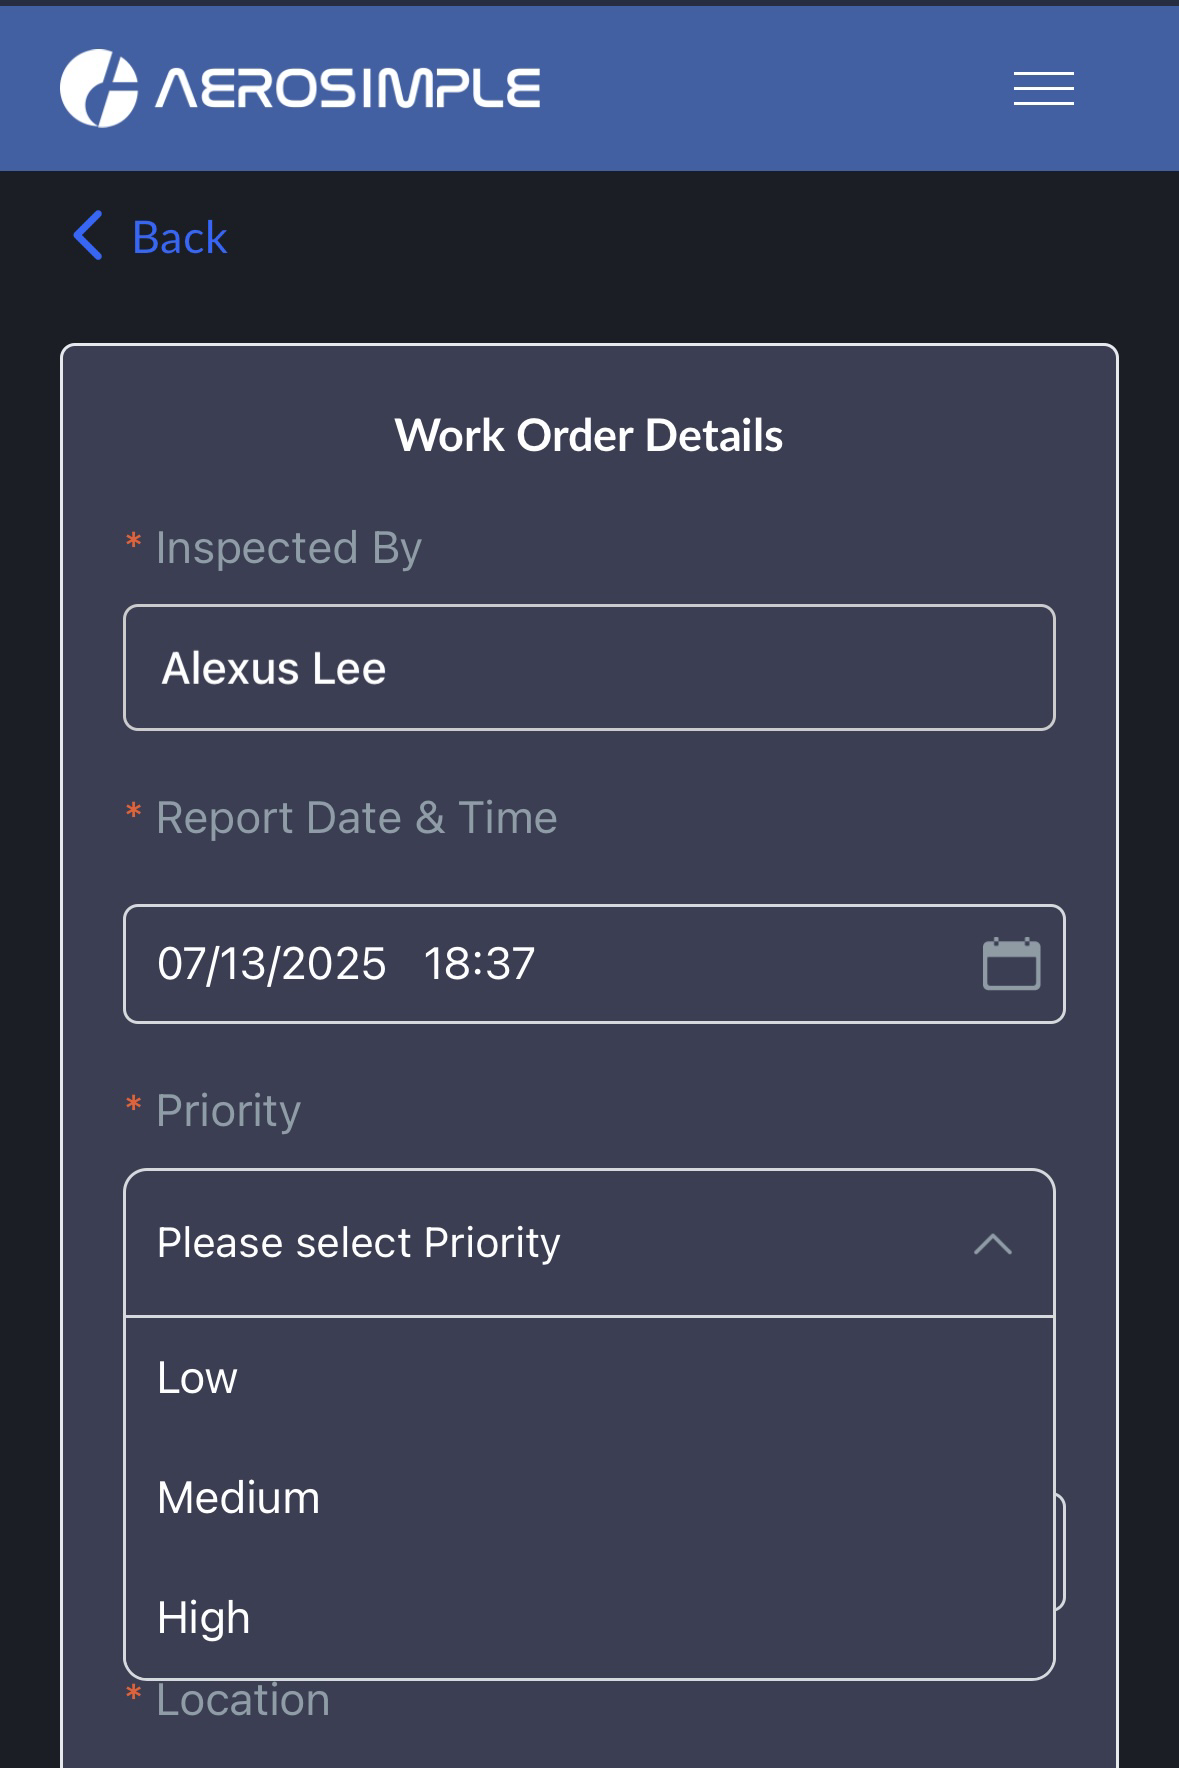 AEROSIMPLE
Back
Work Order Details
* Inspected By
Alexus Lee
* Report Date & Time
07/13/2025 18:37
* Priority
Please select Priority
Low
Medium
High
* Location